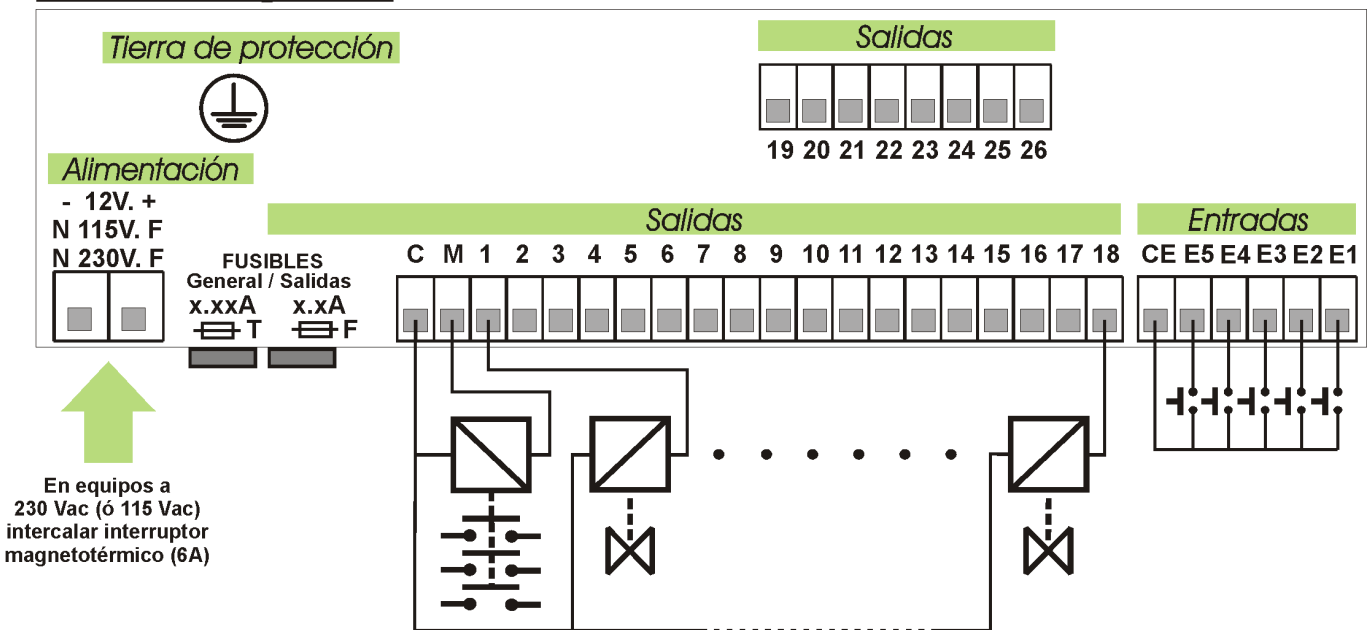 Tierra de protección
Salidas
19 20 21 22 23 24 25 26
Alimentación
- 12V. +
N 115V. F
N 230V. F
FUSIBLES
General / Salidas
x.xxA x.xA
T F
Salidas
C M 1 2 3 4 5 6 7 8 9 10 11 12 13 14 15 16 17 18
Entradas
CE E5 E4 E3 E2 E1
En equipos a
230 Vac (ó 115 Vac)
intercalar interruptor
magnetotérmico (6A)